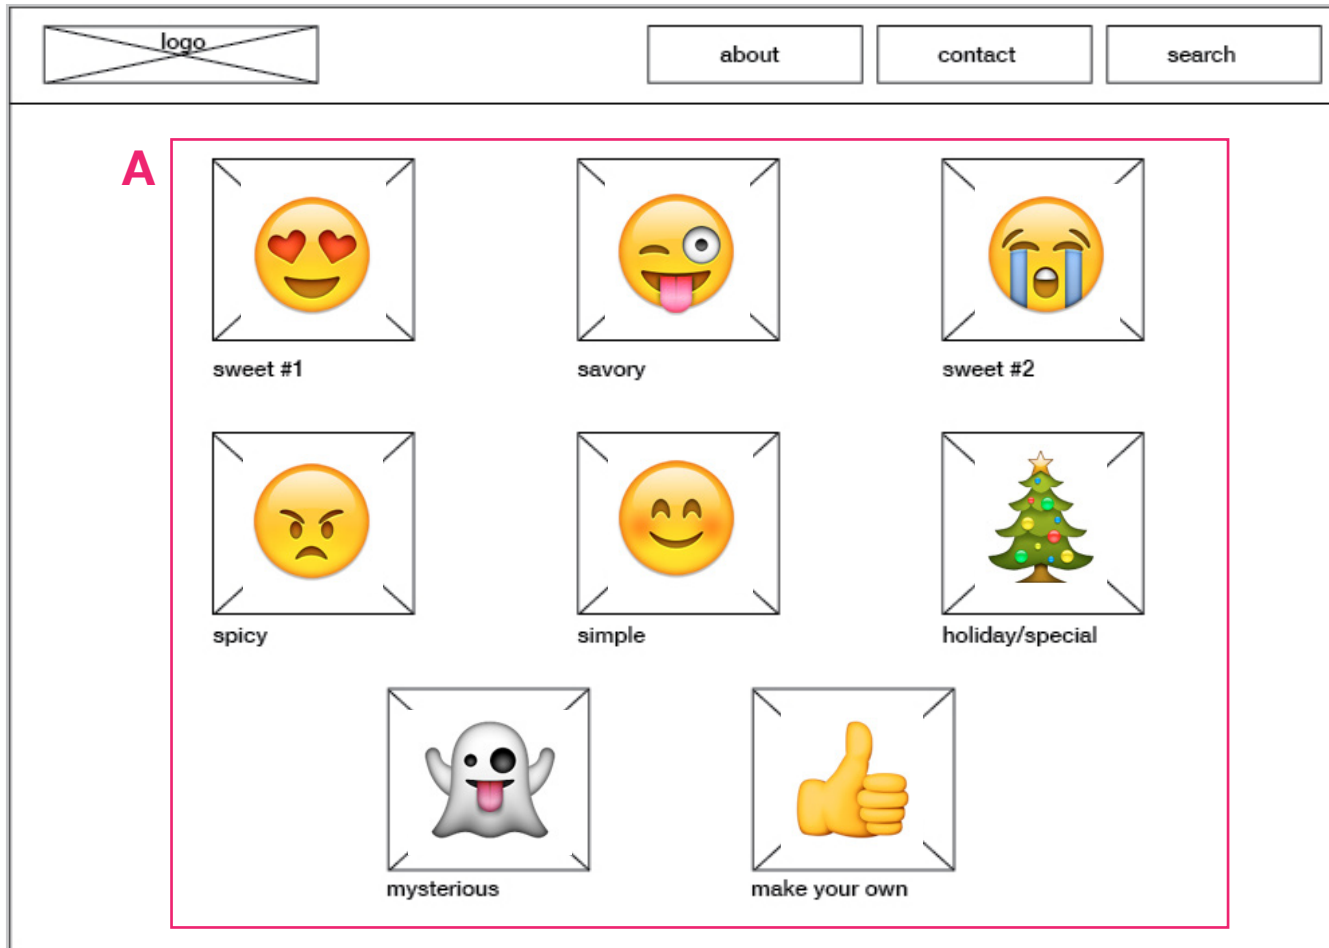 logo
about
contact
search
A
sweet #1
savory
sweet #2
spicy
simple
holiday/special
mysterious
make your own